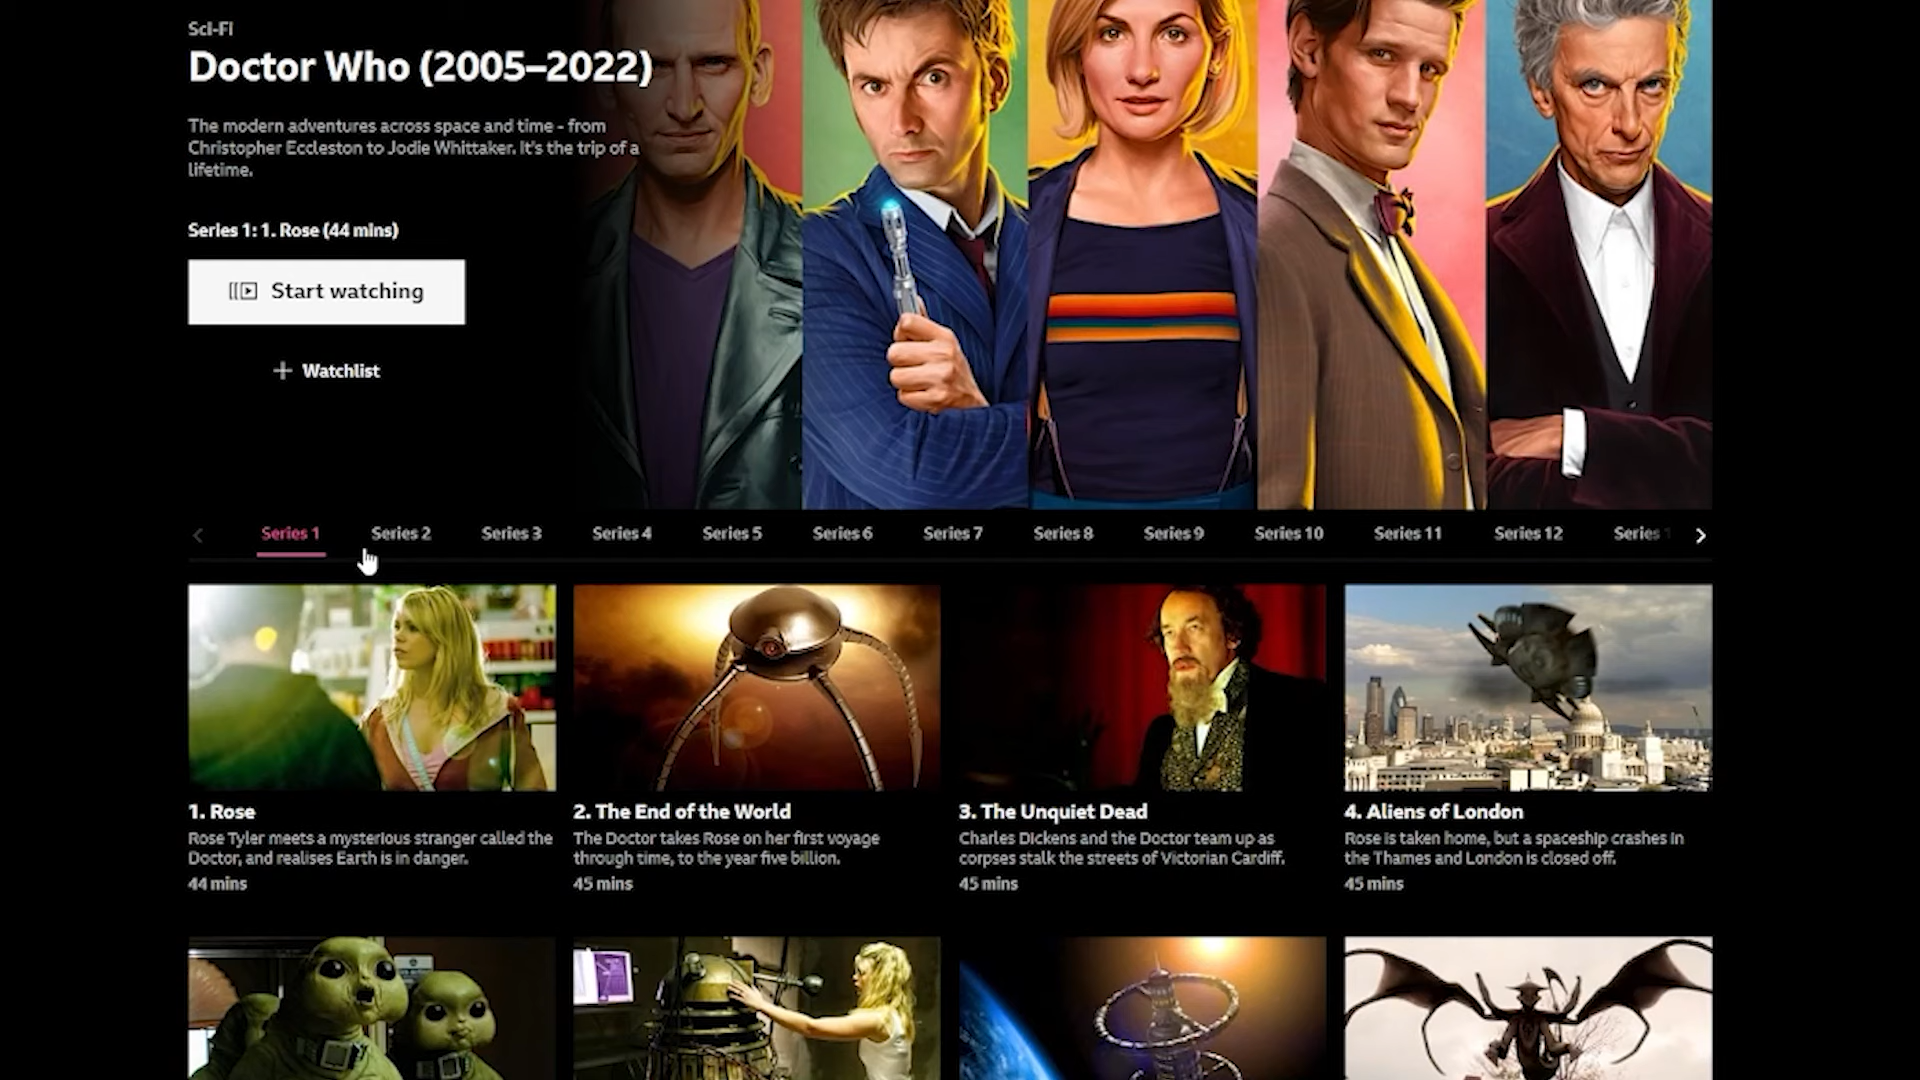 Sci-Fi
Doctor Who (2005–2022)
The modern adventures across space and time - from
Christopher Eccleston to Jodie Whittaker. It's the trip of a
lifetime.
Series 1: 1. Rose (44 mins)
Start watching
Watchlist
Series 1
Series 2
Series 3
Series 4
Series 5
Series 6
Series 7
Series 8
Series 9
Series 10
Series 11
Series 12
Series 1
1. Rose
Rose Tyler meets a mysterious stranger called the
Doctor, and realises Earth is in danger.
44 mins
2. The End of the World
The Doctor takes Rose on her first voyage
through time, to the year five billion.
45 mins
3. The Unquiet Dead
Charles Dickens and the Doctor team up as
corpses stalk the streets of Victorian Cardiff.
45 mins
4. Aliens of London
Rose is taken home, but a spaceship crashes in
the Thames and London is closed off.
45 mins